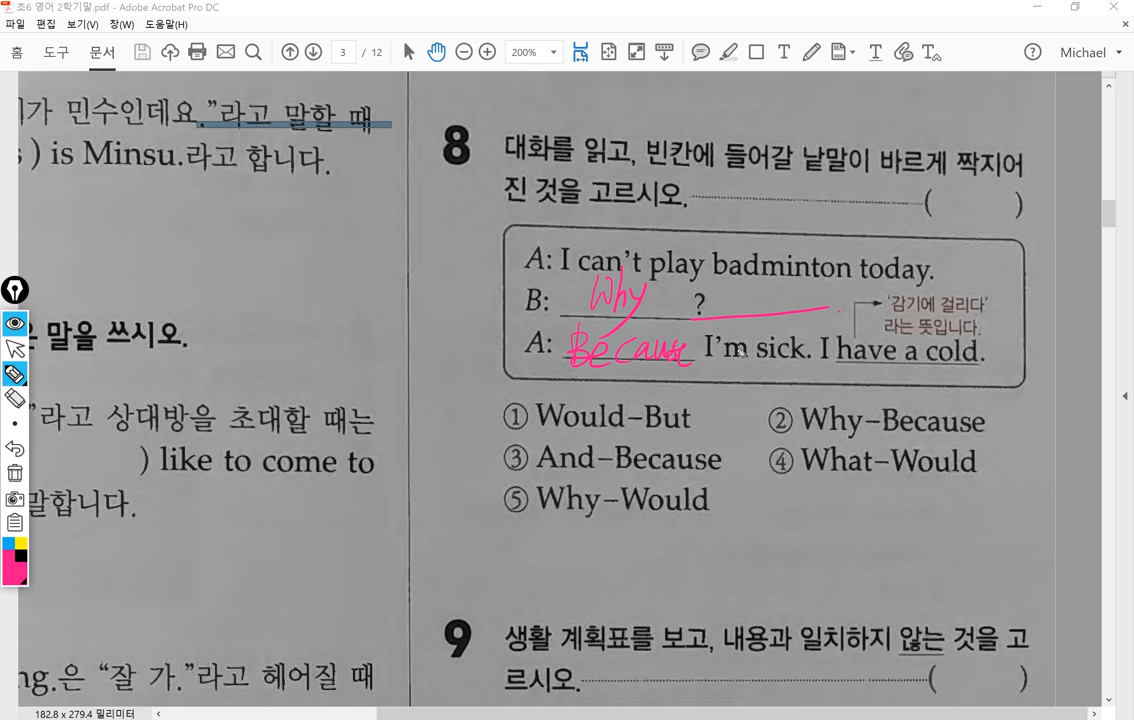 초6 영어 2학기말.pdf - Adobe Acrobat Pro DC
파일 편집 보기(V) 창(W) 도움말(H)
홈 도구 문서 3 / 12 200% Michael
가 민수인데요.”라고 말할 때
) is Minsu.라고 합니다.
말을 쓰시오.
”라고 상대방을 초대할 때는
) like to come to
말합니다.
ng.은 “잘 가.”라고 헤어질 때
8 대화를 읽고, 빈칸에 들어갈 낱말이 바르게 짝지어
진 것을 고르시오. ( )
A: I can’t play badminton today.
B: Why ?
‘감기에 걸리다’
라는 뜻입니다.
A: Because I’m sick. I have a cold.
① Would–But ② Why–Because
③ And–Because ④ What–Would
⑤ Why–Would
9 생활 계획표를 보고, 내용과 일치하지 않는 것을 고
르시오. ( )
182.8 x 279.4 밀리미터